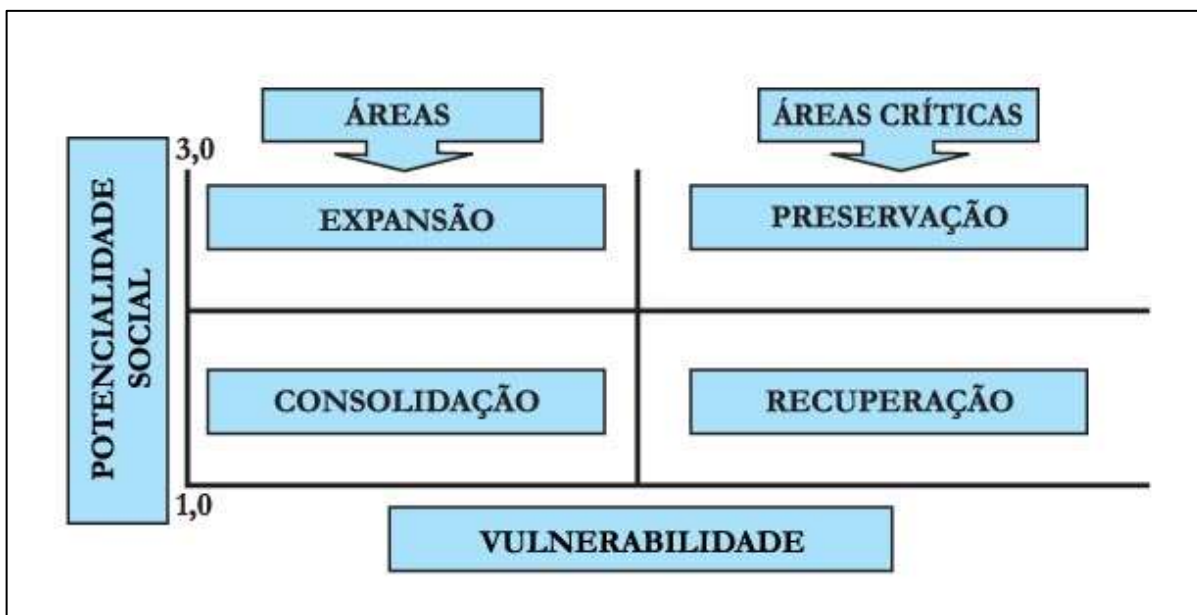 ÁREAS
ÁREAS CRÍTICAS
3,0
EXPANSÃO
PRESERVAÇÃO
POTENCIALIDADE
SOCIAL
CONSOLIDAÇÃO
RECUPERAÇÃO
1,0
VULNERABILIDADE